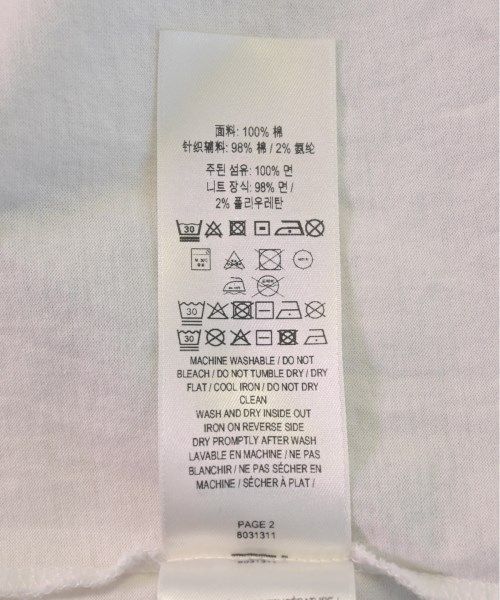 面料: 100% 棉
针织辅料: 98% 棉 / 2% 氨纶
주된 섬유: 100% 면
니트 장식: 98% 면 /
2% 폴리우레탄
30
30
30
MACHINE WASHABLE / DO NOT
BLEACH / DO NOT TUMBLE DRY / DRY
FLAT / COOL IRON / DO NOT DRY
CLEAN
WASH AND DRY INSIDE OUT
IRON ON REVERSE SIDE
DRY PROMPTLY AFTER WASH
LAVABLE EN MACHINE / NE PAS
BLANCHIR / NE PAS SÉCHER EN
MACHINE / SÉCHER À PLAT /
PAGE 2
8031311